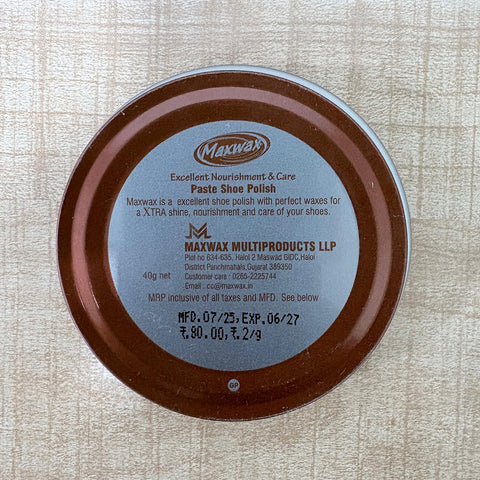 Maxwax
Excellent Nourishment & Care
Paste Shoe Polish
Maxwax is a excellent shoe polish with perfect waxes for
a XTRA shine, nourishment and care of your shoes.
MAXWAX MULTIPRODUCTS LLP
Plot no 634-635, Halol 2 Maswad GIDC, Halol
District Panchmahals, Gujarat 389350
40g net
Customer care : 0265-2225744
Email : cc@maxwax.in
MRP inclusive of all taxes and MFD. See below
MFD.07/25,EXP.06/27
₹.80.00,₹.2/g
GP